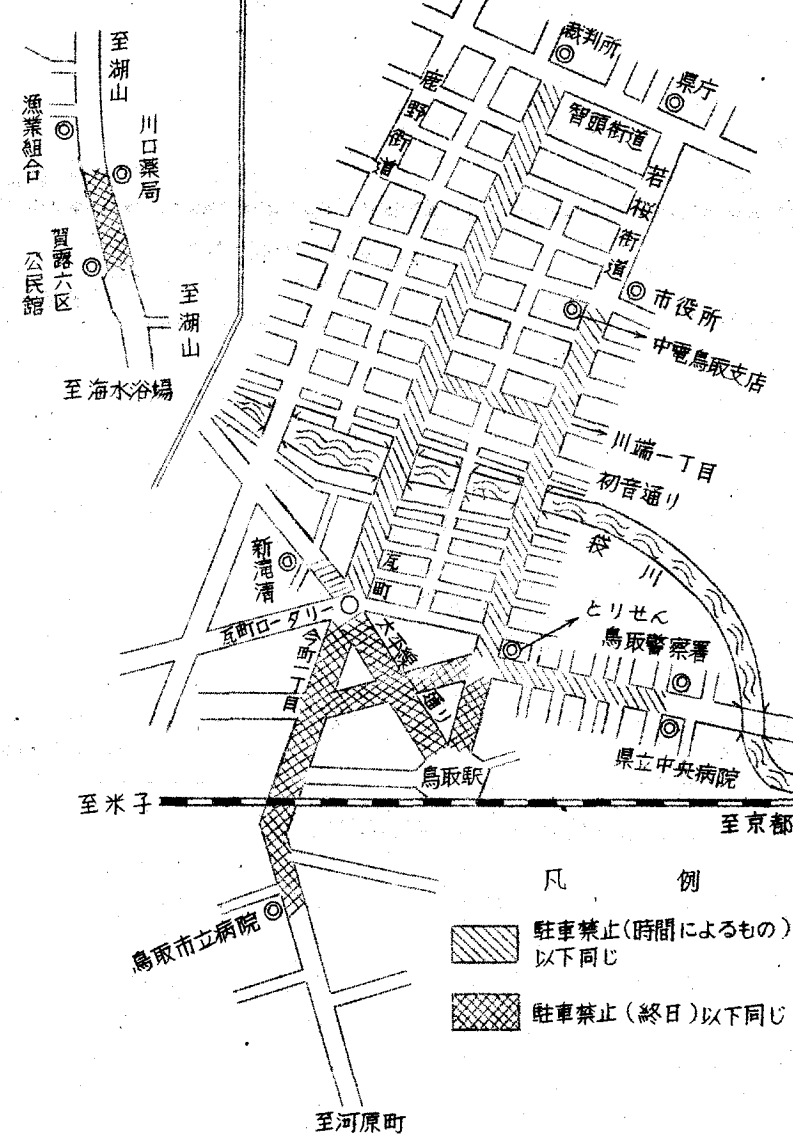 至湖山
漁業組合
川口薬局
賀露六区
公民館
至湖山
至海水浴場
裁判所
県庁
鹿野街道
智頭街道
若桜街道
市役所
中電鳥取支店
川端一丁目
初音通り
袋川
新滝清
瓦町
瓦町ロータリー
今町一丁目
通り
とりせん
鳥取警察署
県立中央病院
鳥取駅
至米子
至京都
鳥取市立病院
至河原町
凡例
駐車禁止(時間によるもの)
以下同じ
駐車禁止(終日)以下同じ